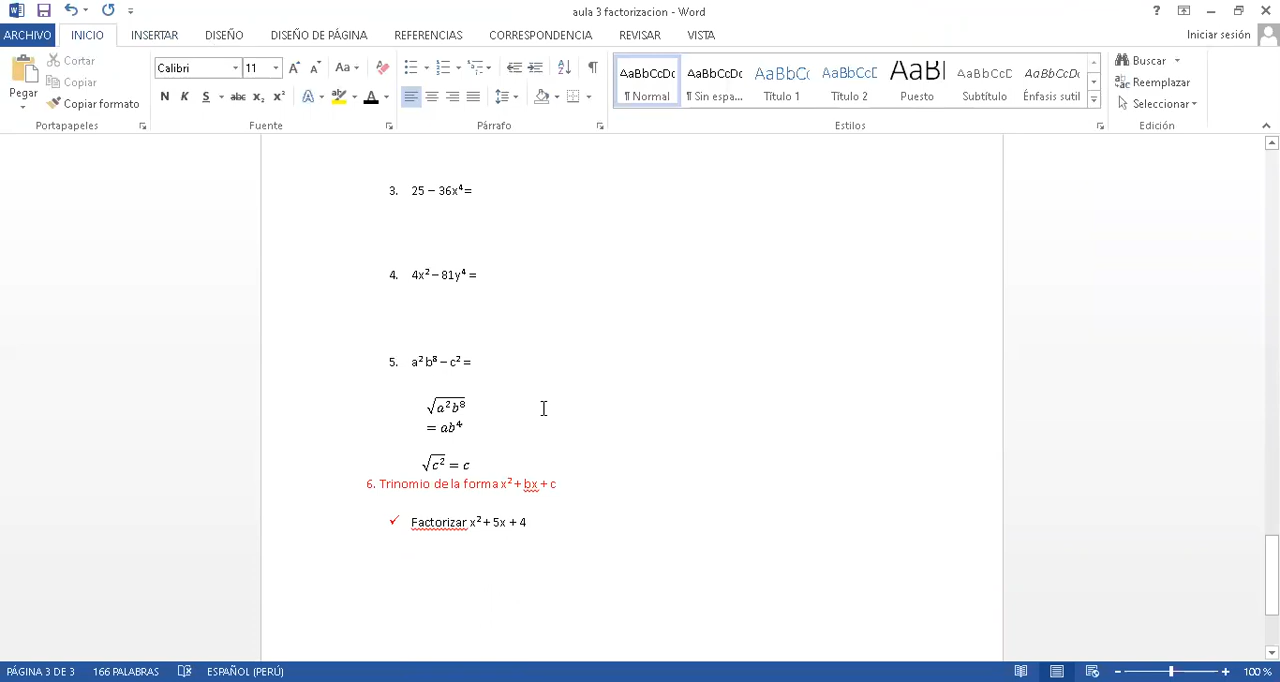 aula 3 factorizacion - Word
ARCHIVO INICIO INSERTAR DISEÑO DISEÑO DE PÁGINA REFERENCIAS CORRESPONDENCIA REVISAR VISTA Iniciar sesión
Pegar
Cortar
Copiar
Copiar formato
Portapapeles
Calibri 11
N K S abc x₂ x²
Fuente
Párrafo
AaBbCcDc AaBbCcDc AaBbCc AaBbCcC AaBl AaBbCcC AaBbCcDc
¶ Normal ¶ Sin espa... Título 1 Título 2 Puesto Subtítulo Énfasis sutil
Estilos
Buscar
Reemplazar
Seleccionar
Edición
3. 25 – 36x⁴=
4. 4x² – 81y⁴ =
5. a²b⁸ – c² =
√a²b⁸
= ab⁴
√c² = c
6. Trinomio de la forma x² + bx + c
✓ Factorizar x² + 5x + 4
PÁGINA 3 DE 3 166 PALABRAS ESPAÑOL (PERÚ) 100 %